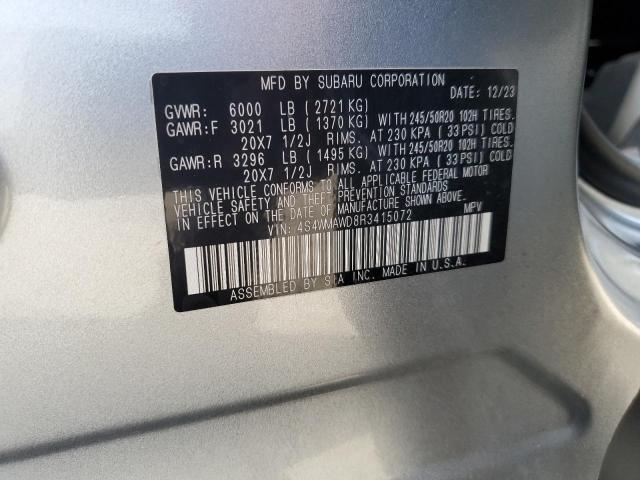 MFD BY SUBARU CORPORATION
DATE: 12/23
GVWR: 6000 LB (2721 KG)
GAWR:F 3021 LB (1370 KG) WITH 245/50R20 102H TIRES.
20X7 1/2J RIMS. AT 230 KPA (33 PSI) COLD
GAWR:R 3296 LB (1495 KG) WITH 245/50R20 102H TIRES.
20X7 1/2J RIMS. AT 230 KPA (33 PSI) COLD
THIS VEHICLE CONFORMS TO ALL APPLICABLE FEDERAL MOTOR
VEHICLE SAFETY AND THEFT PREVENTION STANDARDS
IN EFFECT ON THE DATE OF MANUFACTURE SHOWN ABOVE.
VIN: 4S4WMAWD8R3415072 MPV
ASSEMBLED BY SIA INC. MADE IN U.S.A.